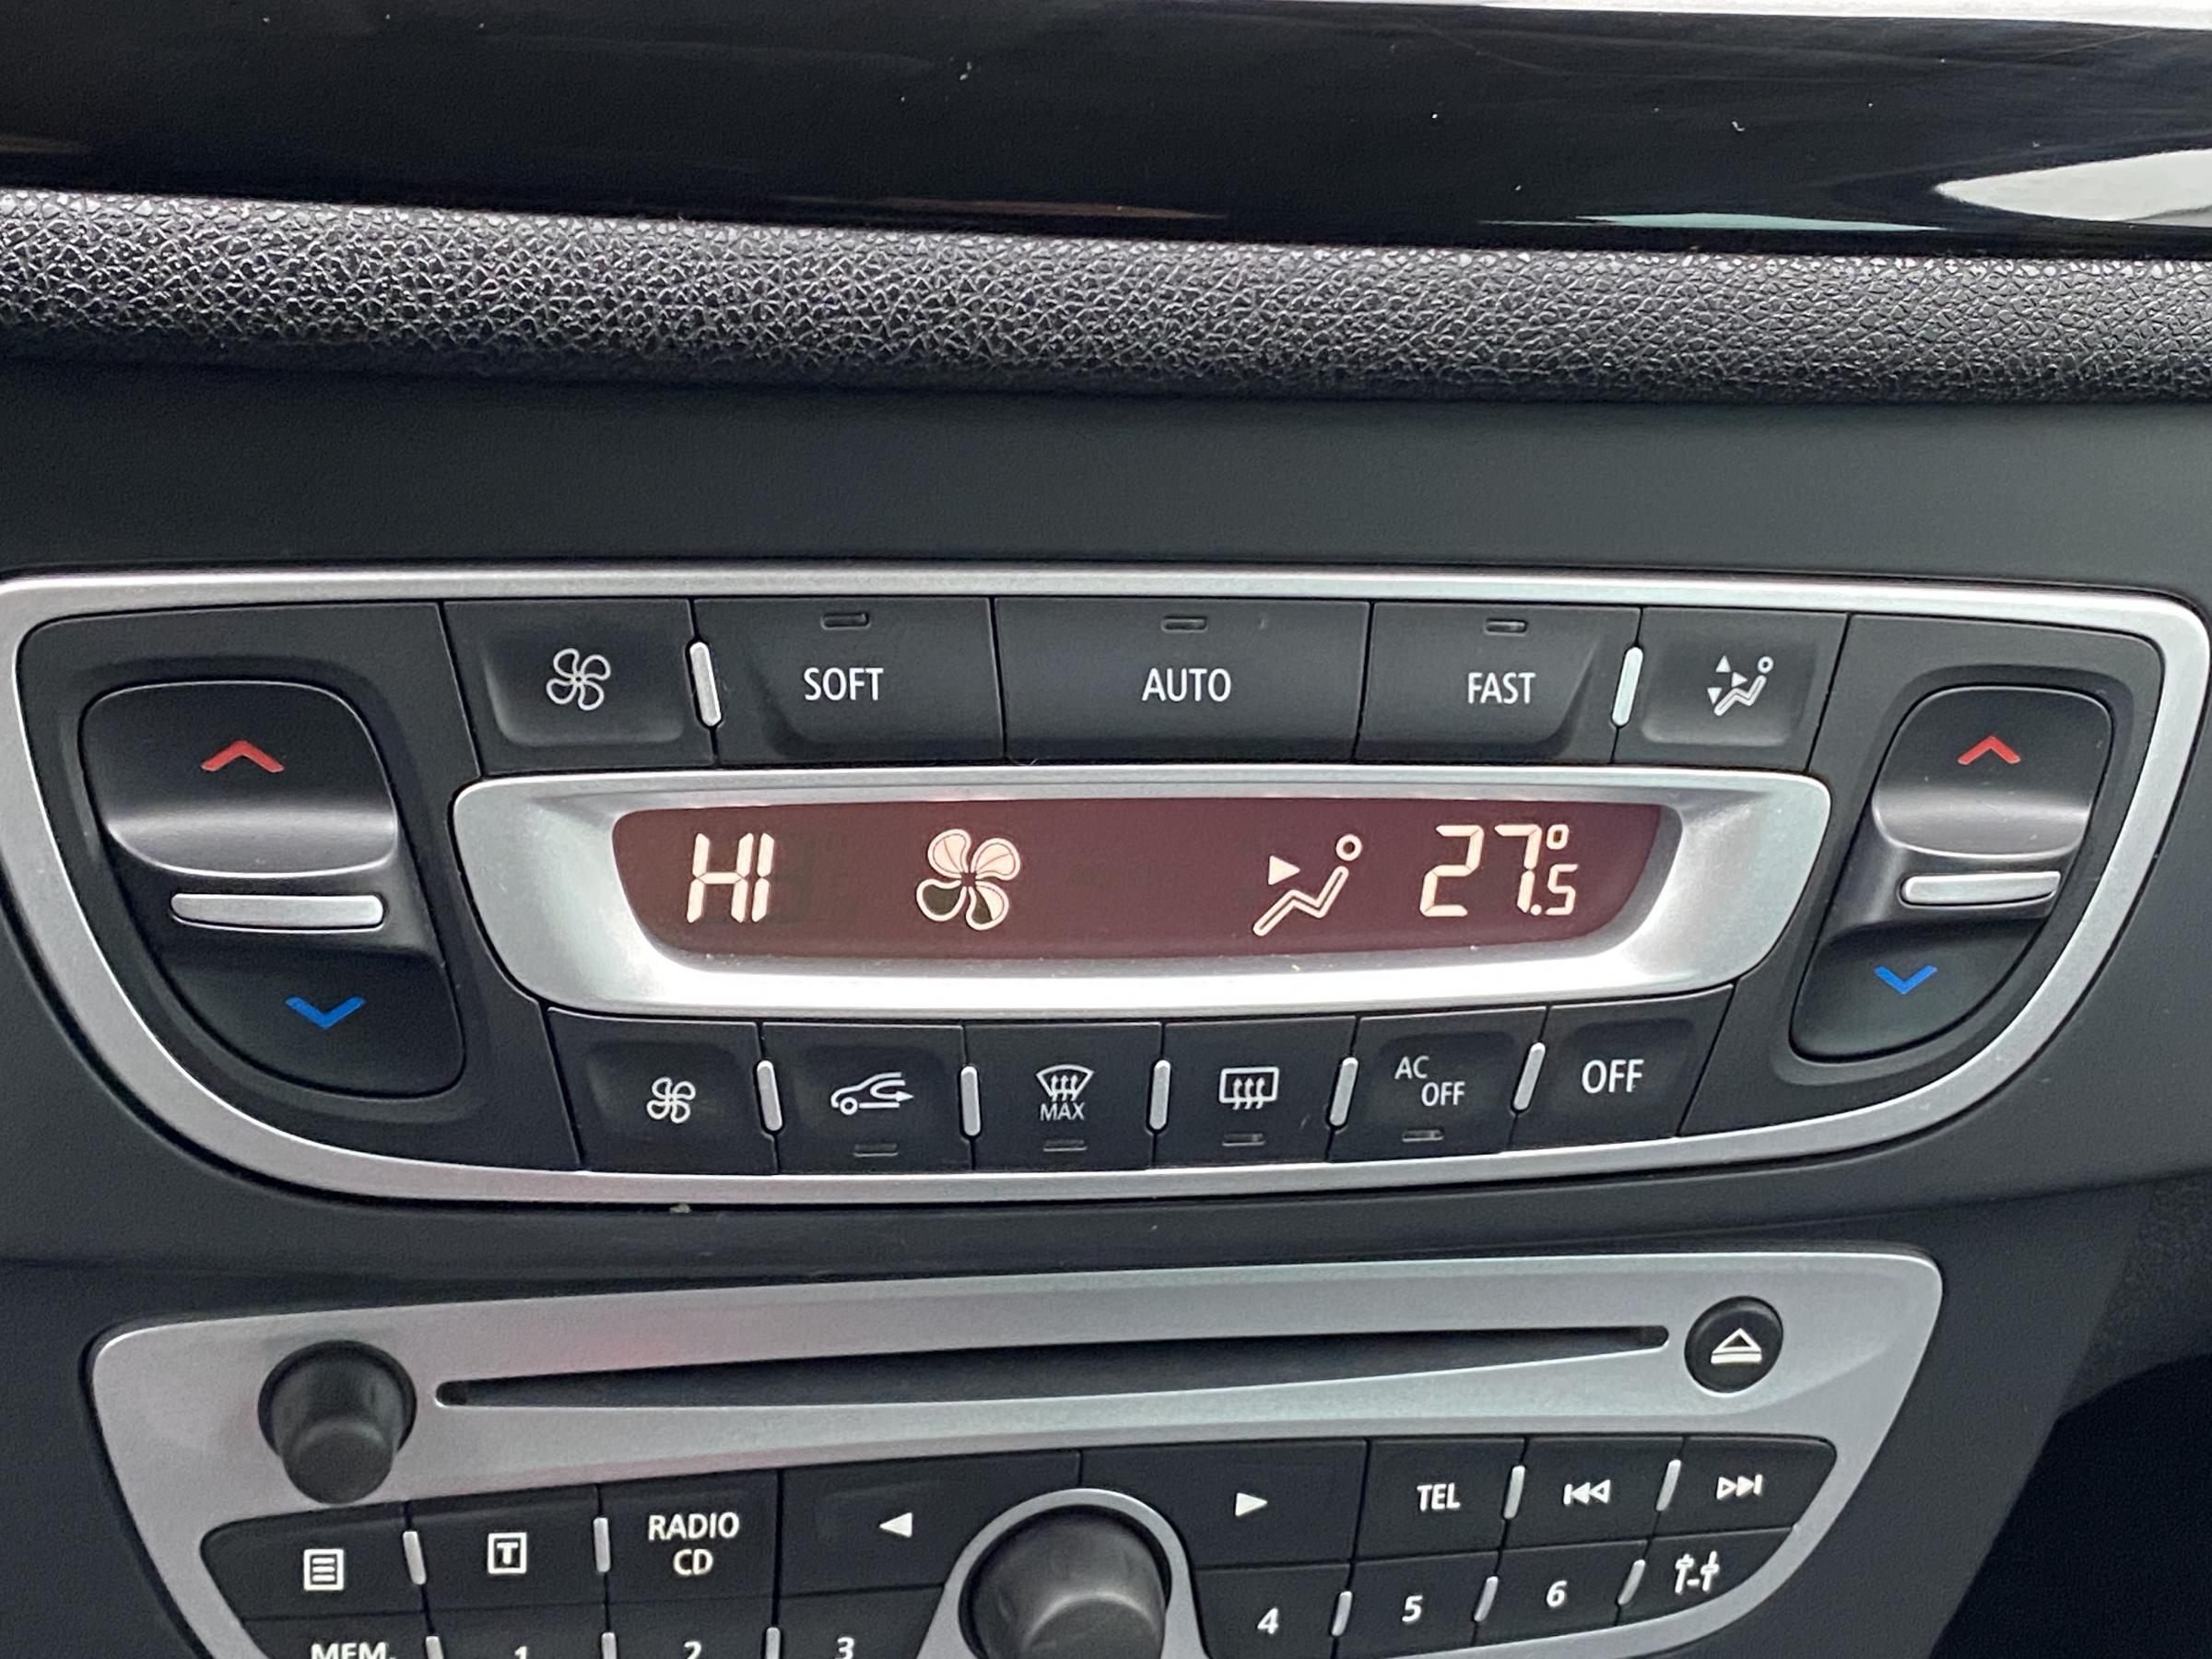 SOFT AUTO FAST
HI 27.5°
MAX AC OFF OFF
RADIO CD TEL
4 5 6
MEM. 1 2 3